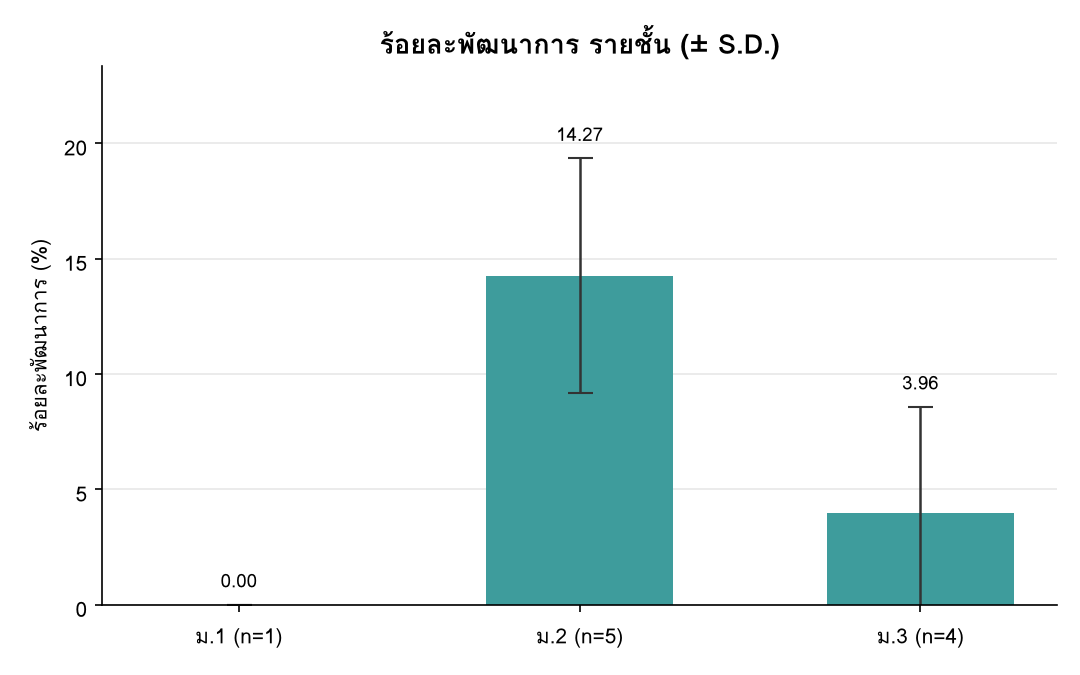 ร้อยละพัฒนาการ รายชั้น (± S.D.)
ร้อยละพัฒนาการ (%)
20
15
10
5
0
14.27
3.96
0.00
ม.1 (n=1)
ม.2 (n=5)
ม.3 (n=4)